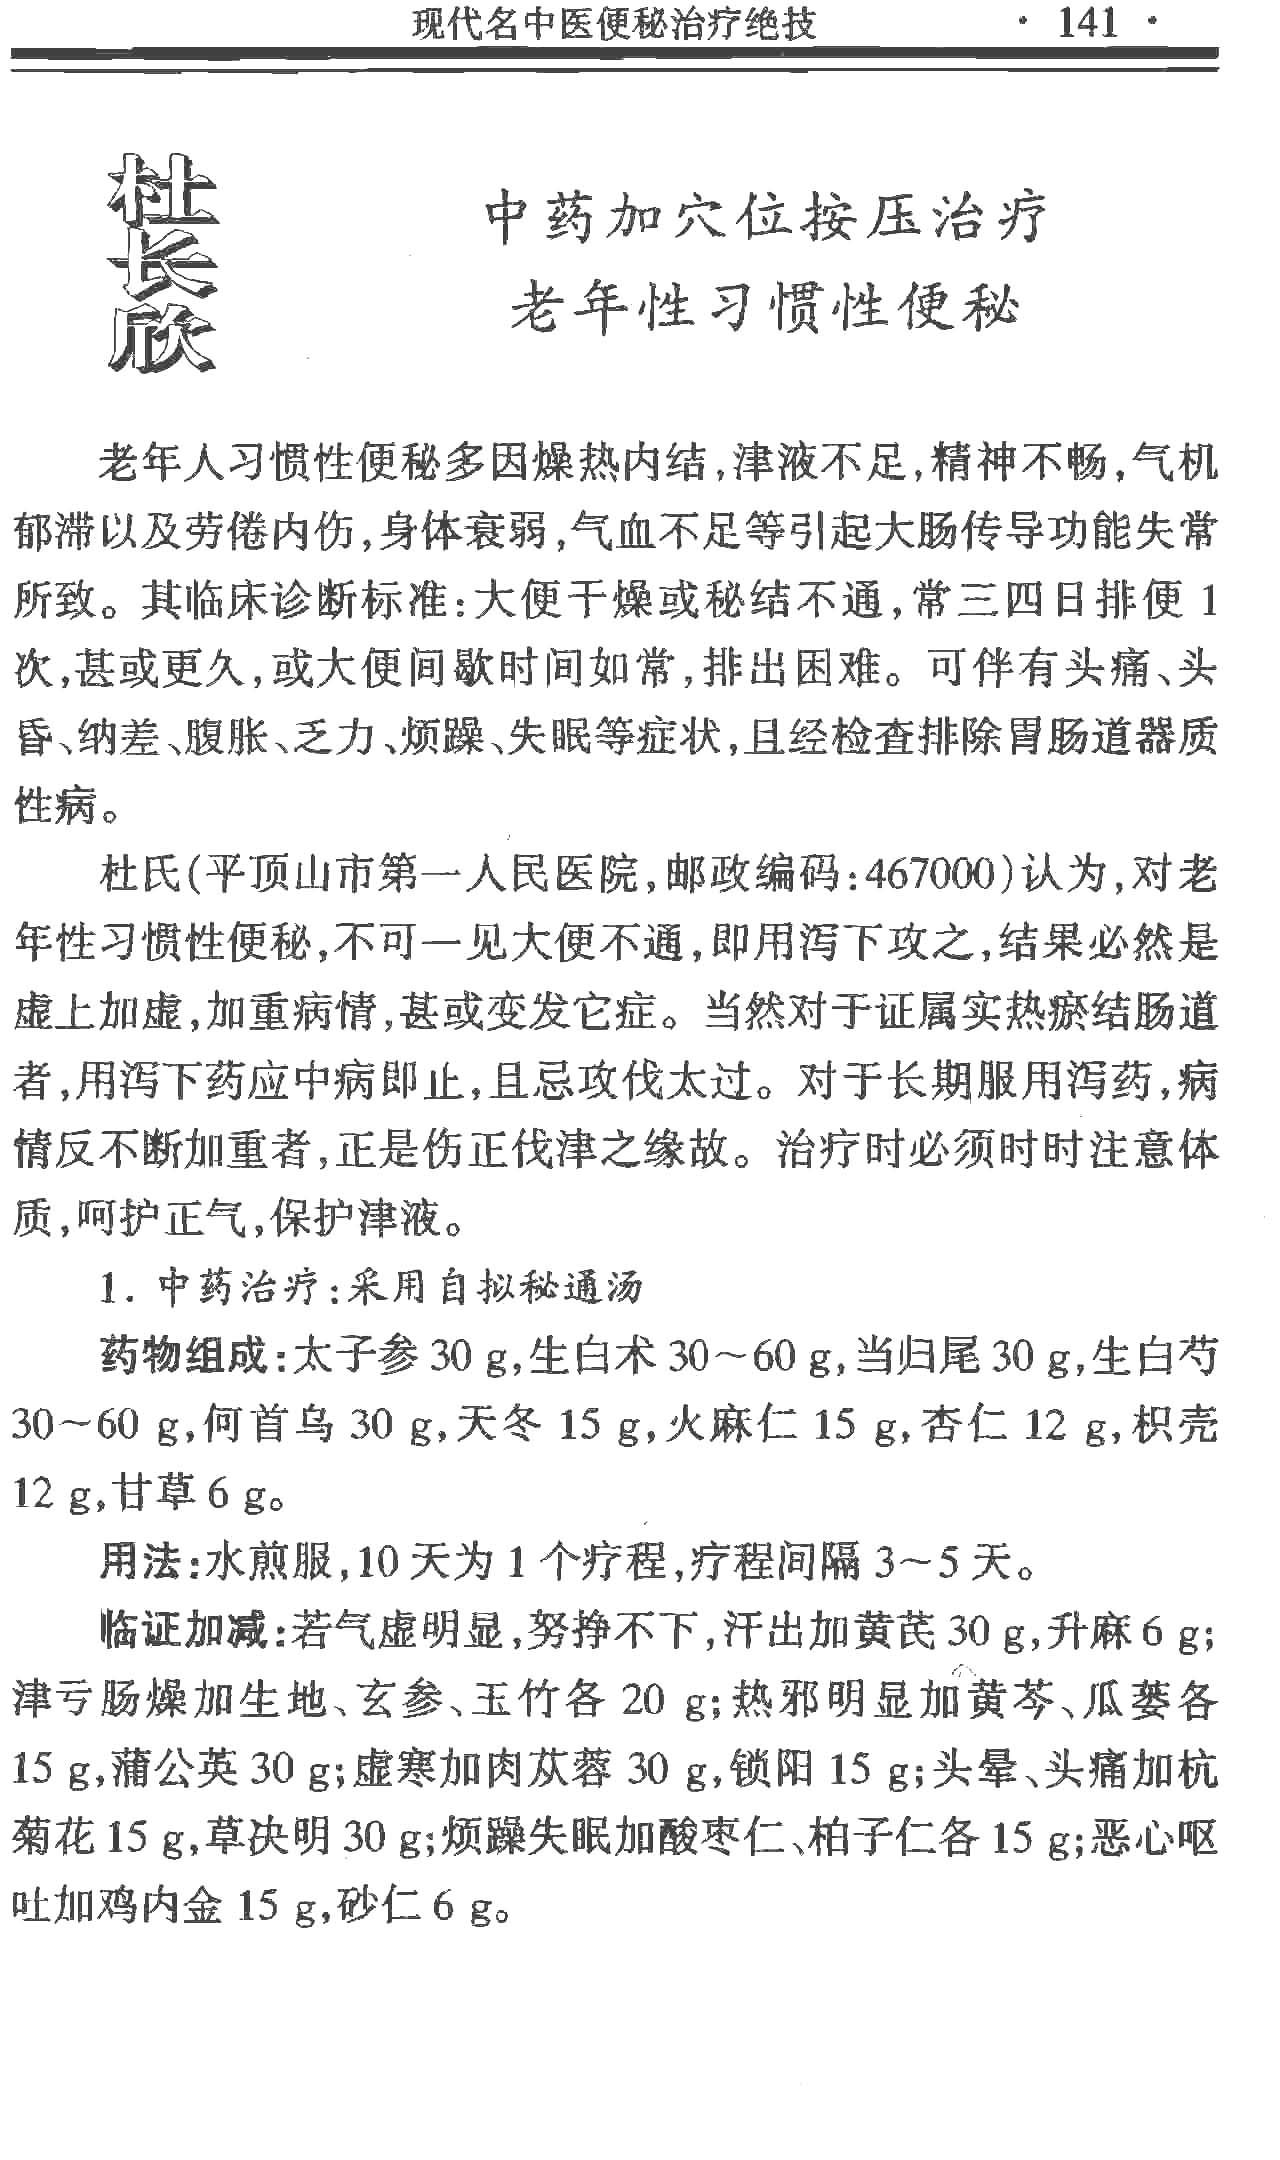 现代名中医便秘治疗绝技 · 141 ·
杜长欣
中药加穴位按压治疗
老年性习惯性便秘
老年人习惯性便秘多因燥热内结,津液不足,精神不畅,气机
郁滞以及劳倦内伤,身体衰弱,气血不足等引起大肠传导功能失常
所致。其临床诊断标准:大便干燥或秘结不通,常三四日排便 1
次,甚或更久,或大便间歇时间如常,排出困难。可伴有头痛、头
昏、纳差、腹胀、乏力、烦躁、失眠等症状,且经检查排除胃肠道器质
性病。
杜氏(平顶山市第一人民医院,邮政编码:467000)认为,对老
年性习惯性便秘,不可一见大便不通,即用泻下攻之,结果必然是
虚上加虚,加重病情,甚或变发它症。当然对于证属实热瘀结肠道
者,用泻下药应中病即止,且忌攻伐太过。对于长期服用泻药,病
情反不断加重者,正是伤正伐津之缘故。治疗时必须时时注意体
质,呵护正气,保护津液。
1. 中药治疗:采用自拟秘通汤
药物组成:太子参 30 g,生白术 30～60 g,当归尾 30 g,生白芍
30～60 g,何首乌 30 g,天冬 15 g,火麻仁 15 g,杏仁 12 g,枳壳
12 g,甘草 6 g。
用法:水煎服,10 天为 1 个疗程,疗程间隔 3～5 天。
临证加减:若气虚明显,努挣不下,汗出加黄芪 30 g,升麻 6 g;
津亏肠燥加生地、玄参、玉竹各 20 g;热邪明显加黄芩、瓜蒌各
15 g,蒲公英 30 g;虚寒加肉苁蓉 30 g,锁阳 15 g;头晕、头痛加杭
菊花 15 g,草决明 30 g;烦躁失眠加酸枣仁、柏子仁各 15 g;恶心呕
吐加鸡内金 15 g,砂仁 6 g。